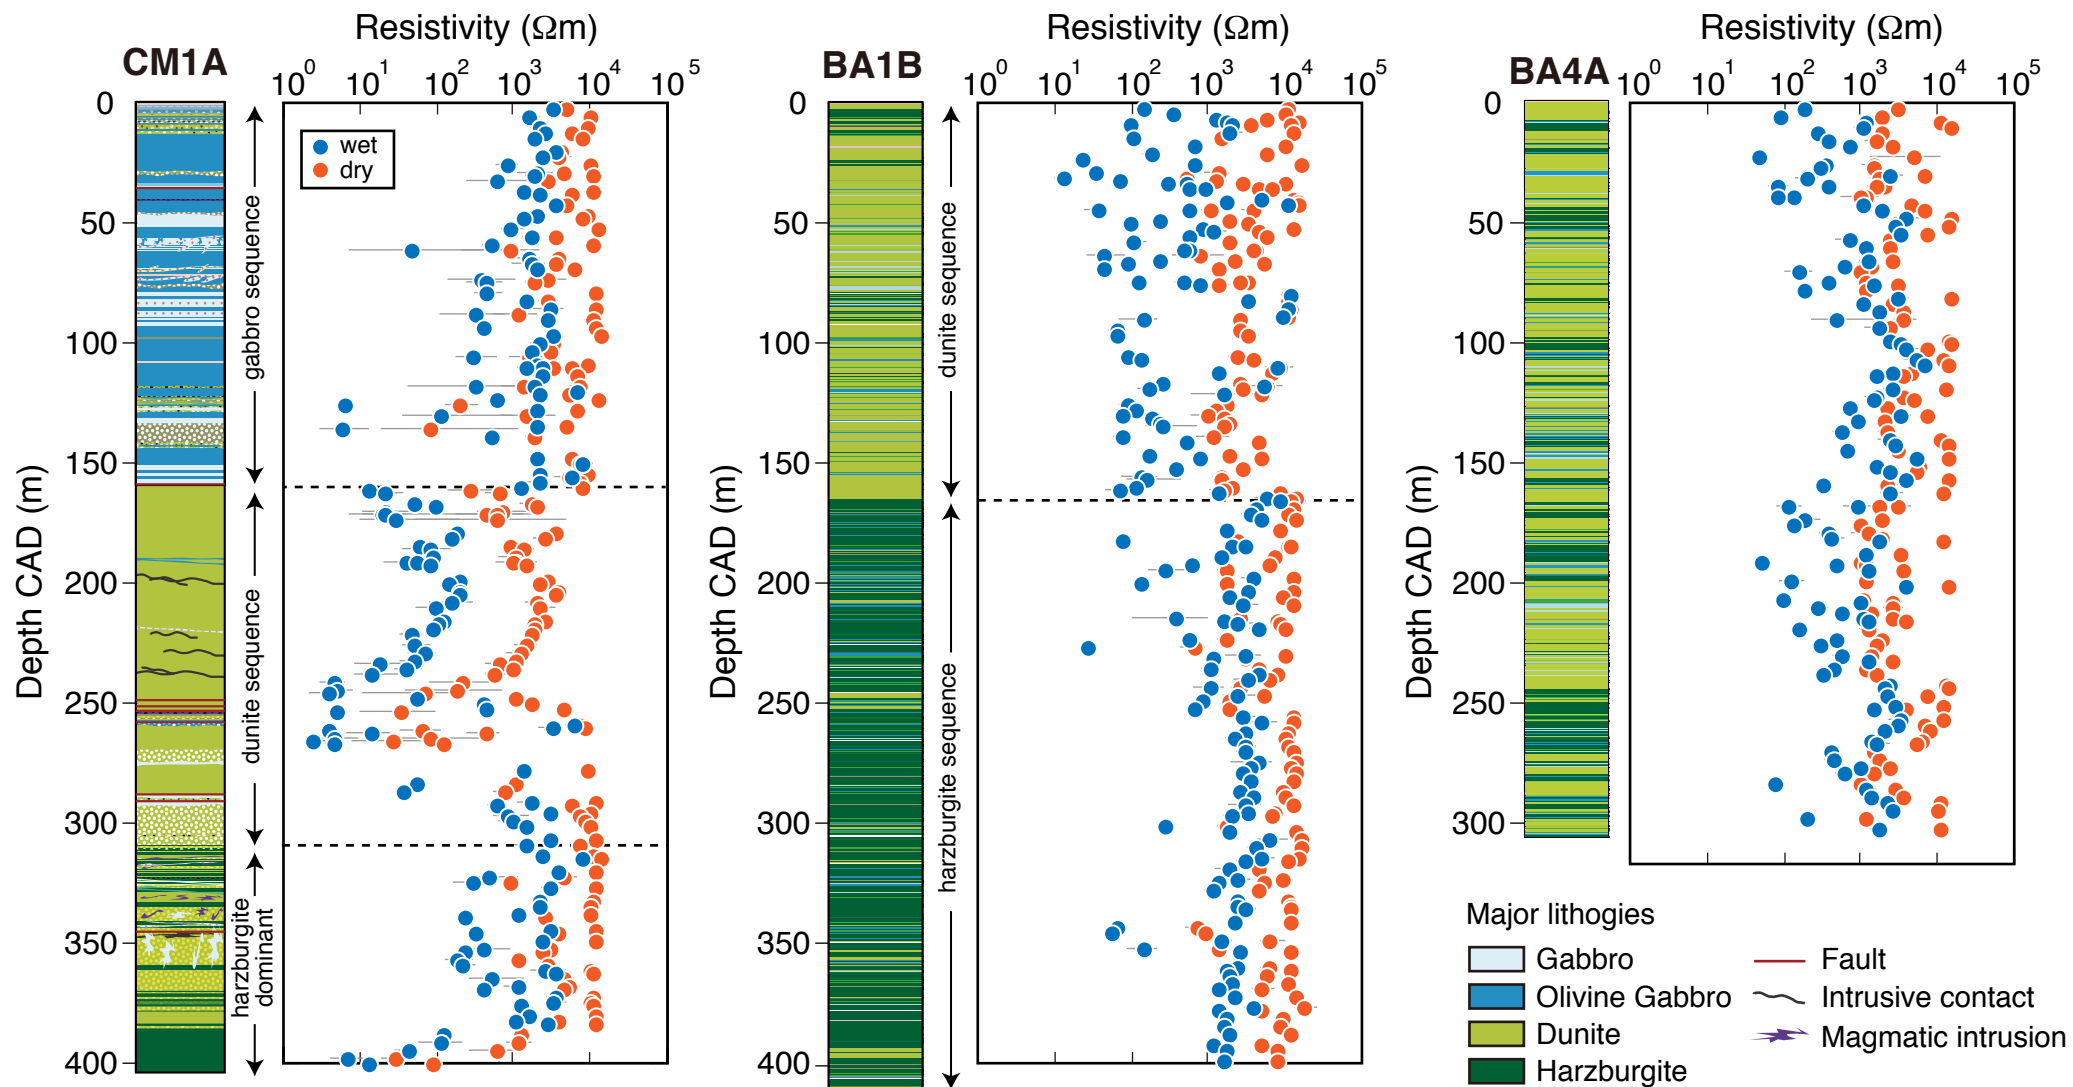 Resistivity (Ωm)
CM1A
10^0 10^1 10^2 10^3 10^4 10^5
0
50
100
150
200
250
300
350
400
Depth CAD (m)
gabbro sequence
dunite sequence
harzburgite
dominant
wet
dry
Resistivity (Ωm)
BA1B
10^0 10^1 10^2 10^3 10^4 10^5
0
50
100
150
200
250
300
350
400
Depth CAD (m)
dunite sequence
harzburgite sequence
Resistivity (Ωm)
BA4A
10^0 10^1 10^2 10^3 10^4 10^5
0
50
100
150
200
250
300
Depth CAD (m)
Major lithogies
Gabbro
Olivine Gabbro
Dunite
Harzburgite
Fault
Intrusive contact
Magmatic intrusion